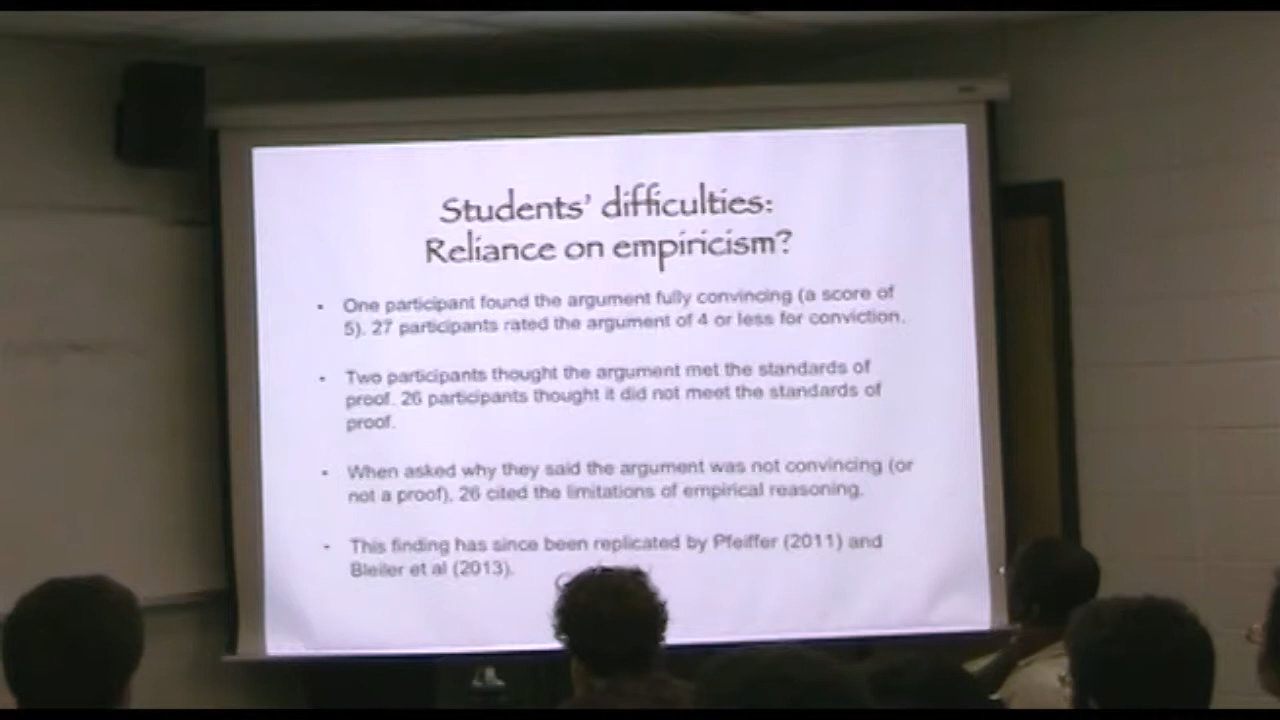 Students' difficulties:
Reliance on empiricism?
• One participant found the argument fully convincing (a score of
5). 27 participants rated the argument of 4 or less for conviction.
• Two participants thought the argument met the standards of
proof. 26 participants thought it did not meet the standards of
proof.
• When asked why they said the argument was not convincing (or
not a proof), 26 cited the limitations of empirical reasoning.
• This finding has since been replicated by Pfeiffer (2011) and
Bleiler et al (2013).